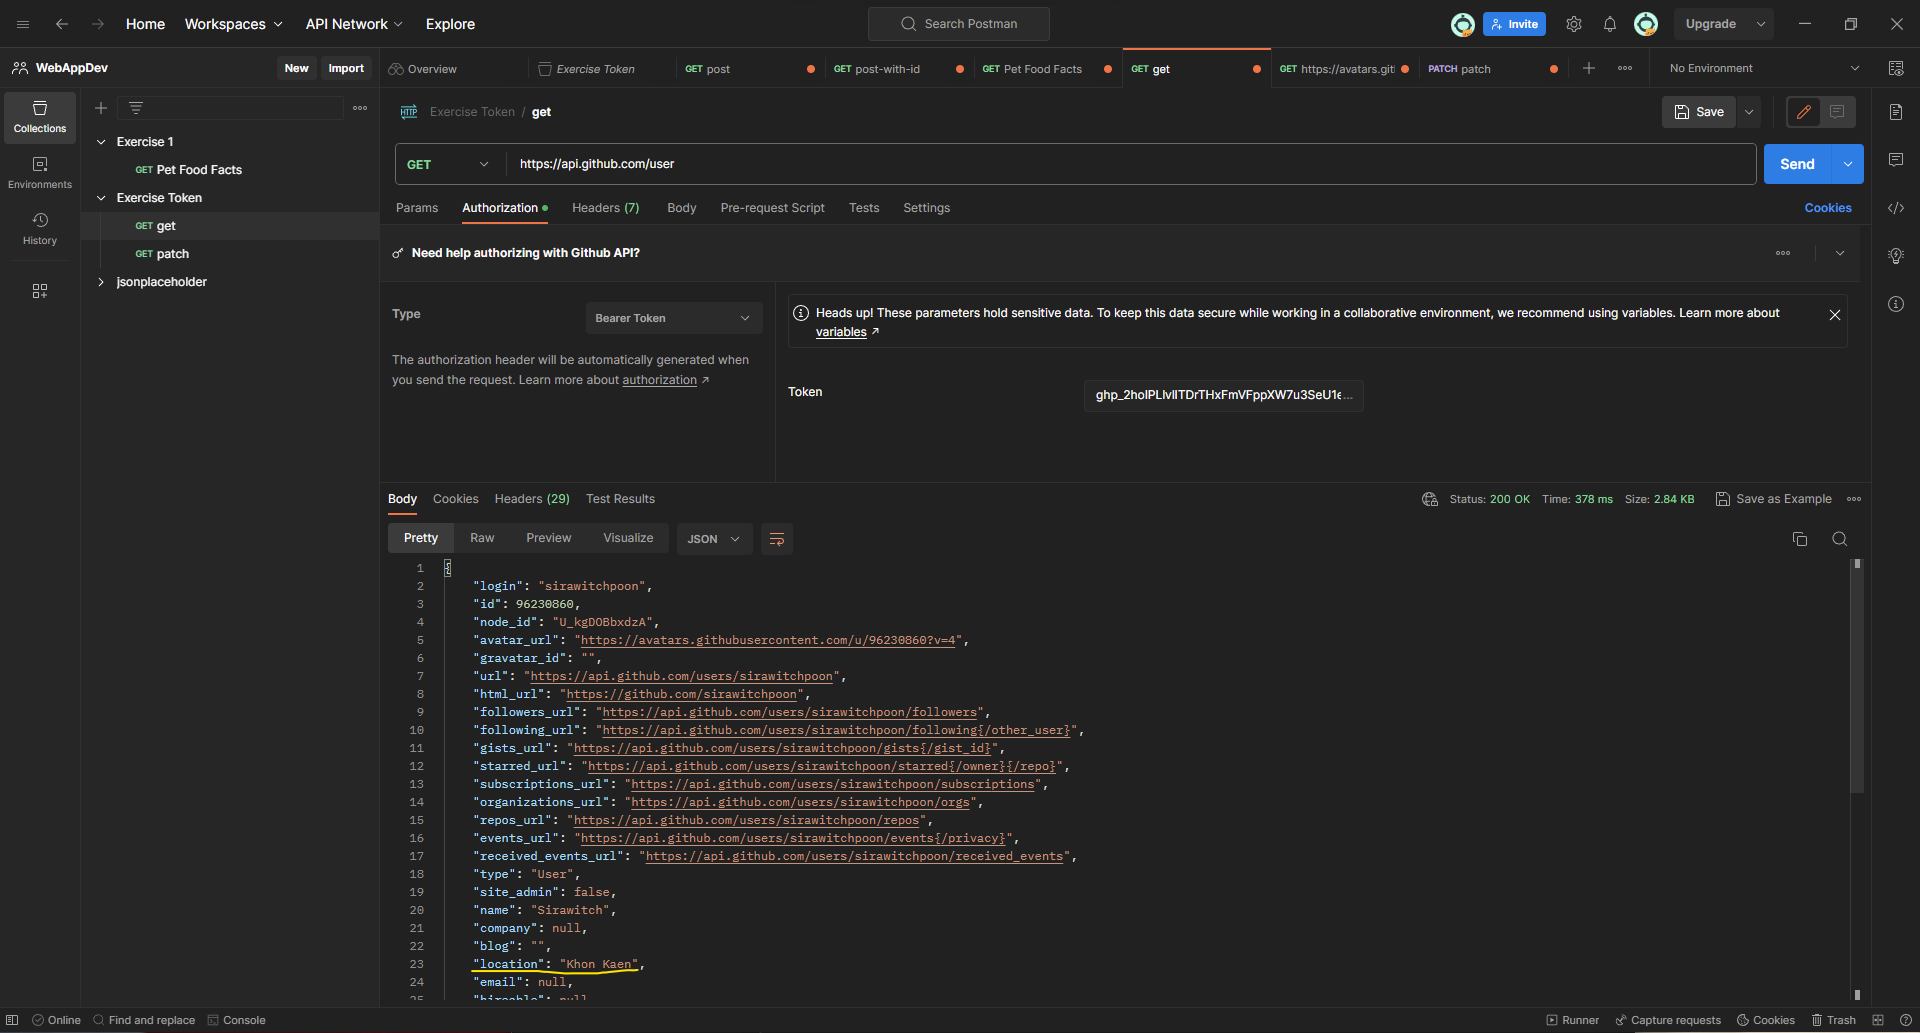 Home Workspaces API Network Explore Search Postman Invite Upgrade
WebAppDev New Import Overview Exercise Token GET post GET post-with-id GET Pet Food Facts GET get GET https://avatars.git PATCH patch No Environment
Collections
Environments
History
Exercise 1
GET Pet Food Facts
Exercise Token
GET get
GET patch
jsonplaceholder
HTTP Exercise Token / get Save
GET https://api.github.com/user Send
Params Authorization Headers (7) Body Pre-request Script Tests Settings Cookies
Need help authorizing with Github API?
Type Bearer Token
The authorization header will be automatically generated when
you send the request. Learn more about authorization ↗
Heads up! These parameters hold sensitive data. To keep this data secure while working in a collaborative environment, we recommend using variables. Learn more about
variables ↗
Token
Body Cookies Headers (29) Test Results Status: 200 OK Time: 378 ms Size: 2.84 KB Save as Example
Pretty Raw Preview Visualize JSON
1 {
2 "login": "sirawitchpoon",
3 "id": 96230860,
4 "node_id": "U_kgDOBbxdzA",
5 "avatar_url": "https://avatars.githubusercontent.com/u/96230860?v=4",
6 "gravatar_id": "",
7 "url": "https://api.github.com/users/sirawitchpoon",
8 "html_url": "https://github.com/sirawitchpoon",
9 "followers_url": "https://api.github.com/users/sirawitchpoon/followers",
10 "following_url": "https://api.github.com/users/sirawitchpoon/following{/other_user}",
11 "gists_url": "https://api.github.com/users/sirawitchpoon/gists{/gist_id}",
12 "starred_url": "https://api.github.com/users/sirawitchpoon/starred{/owner}{/repo}",
13 "subscriptions_url": "https://api.github.com/users/sirawitchpoon/subscriptions",
14 "organizations_url": "https://api.github.com/users/sirawitchpoon/orgs",
15 "repos_url": "https://api.github.com/users/sirawitchpoon/repos",
16 "events_url": "https://api.github.com/users/sirawitchpoon/events{/privacy}",
17 "received_events_url": "https://api.github.com/users/sirawitchpoon/received_events",
18 "type": "User",
19 "site_admin": false,
20 "name": "Sirawitch",
21 "company": null,
22 "blog": "",
23 "location": "Khon Kaen",
24 "email": null,
Online Find and replace Console Runner Capture requests Cookies Trash